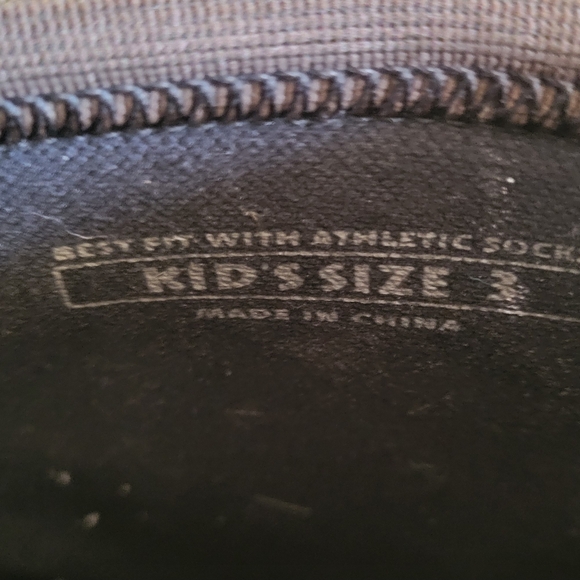 BEST FIT WITH ATHLETIC SOCK
KID'S SIZE 3
MADE IN CHINA